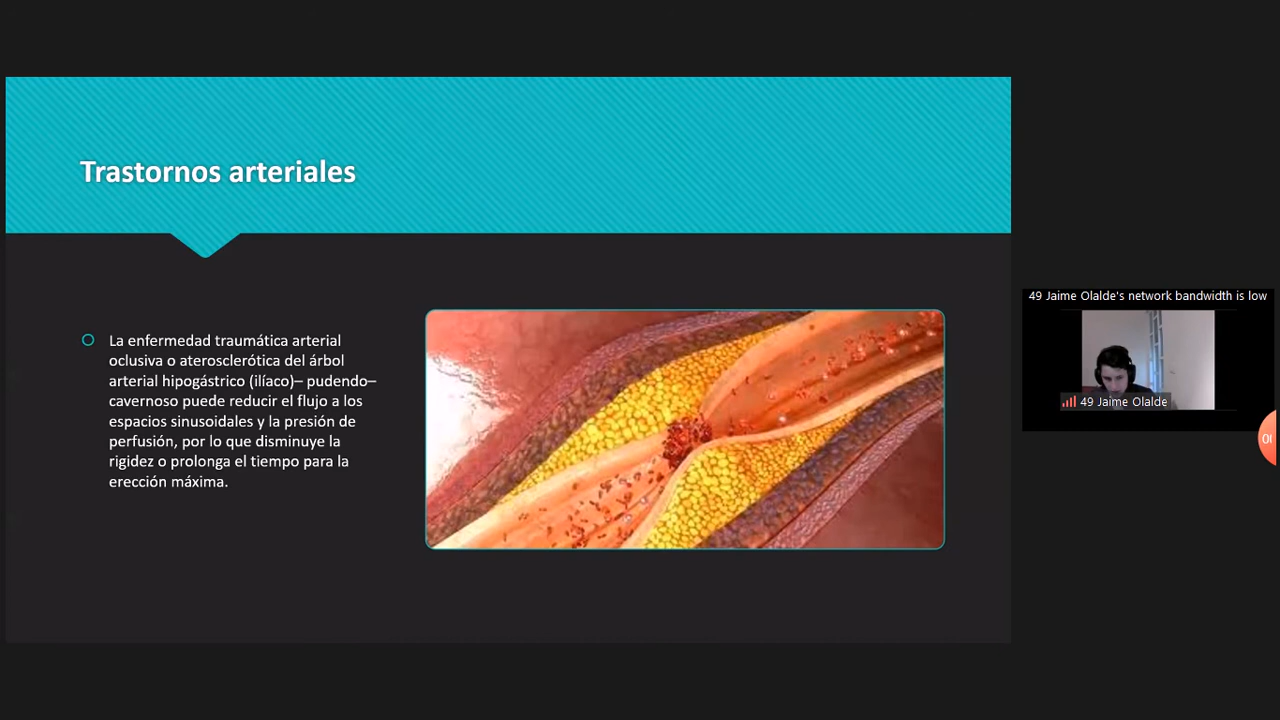 Trastornos arteriales
La enfermedad traumática arterial
oclusiva o aterosclerótica del árbol
arterial hipogástrico (ilíaco)– pudendo–
cavernoso puede reducir el flujo a los
espacios sinusoidales y la presión de
perfusión, por lo que disminuye la
rigidez o prolonga el tiempo para la
erección máxima.
49 Jaime Olalde's network bandwidth is low
49 Jaime Olalde